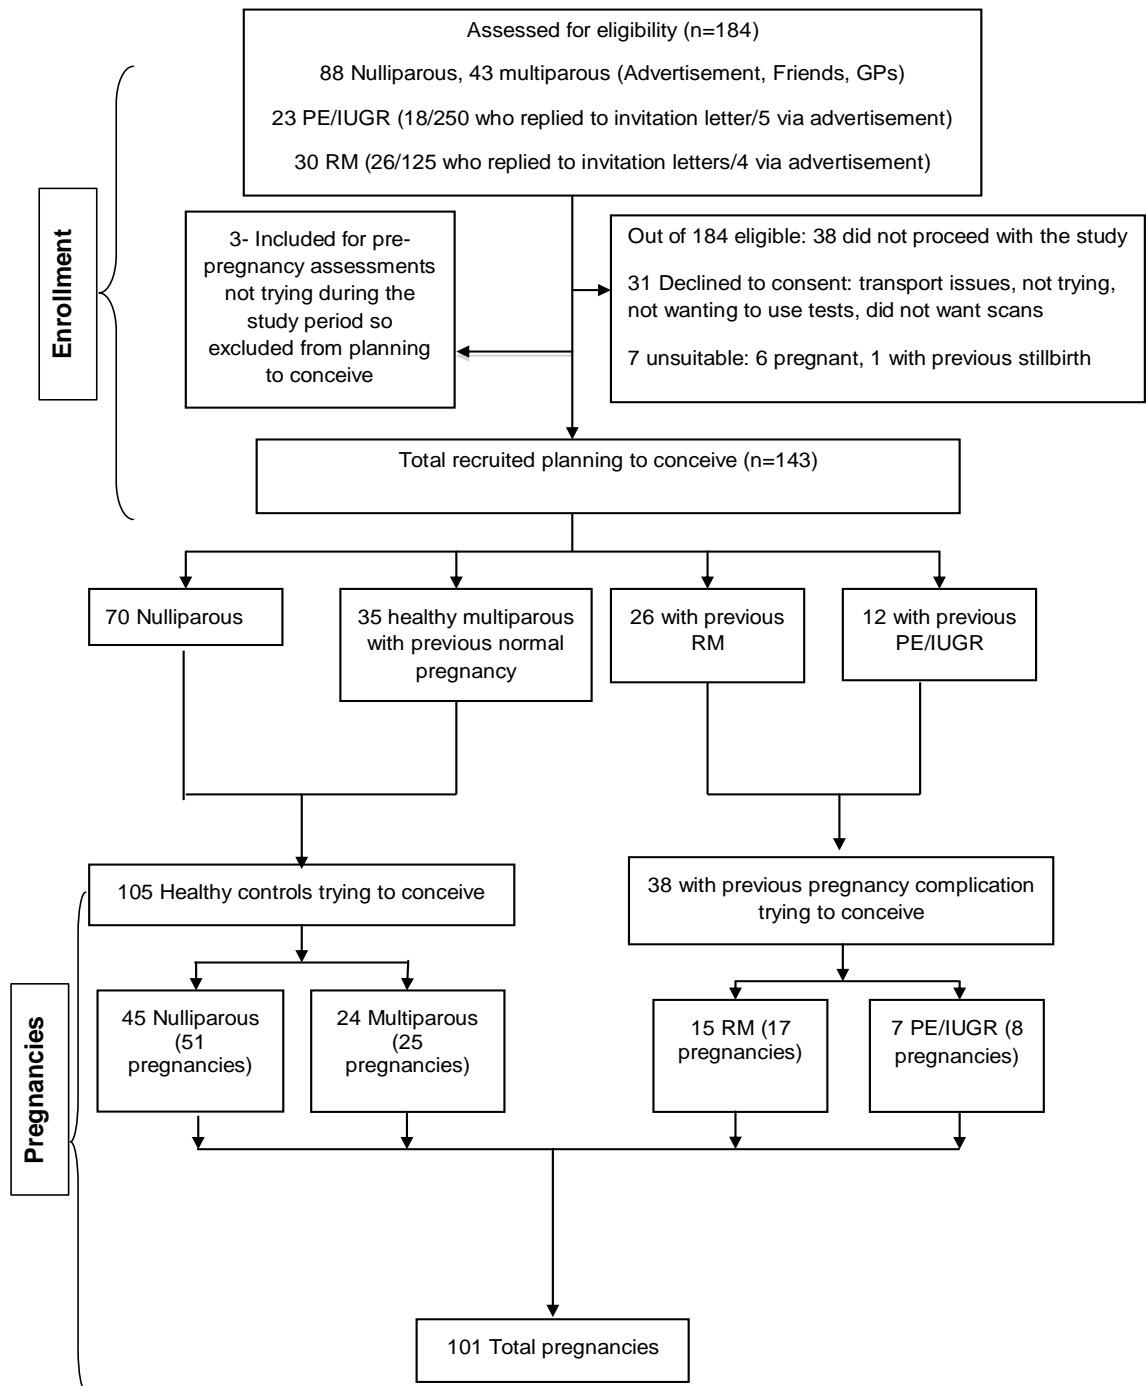 Assessed for eligibility (n=184)
88 Nulliparous, 43 multiparous (Advertisement, Friends, GPs)
23 PE/IUGR (18/250 who replied to invitation letter/5 via advertisement)
30 RM (26/125 who replied to invitation letters/4 via advertisement)
Enrollment
3- Included for pre-
pregnancy assessments
not trying during the
study period so
excluded from planning
to conceive
Out of 184 eligible: 38 did not proceed with the study
31 Declined to consent: transport issues, not trying,
not wanting to use tests, did not want scans
7 unsuitable: 6 pregnant, 1 with previous stillbirth
Total recruited planning to conceive (n=143)
70 Nulliparous
35 healthy multiparous
with previous normal
pregnancy
26 with previous
RM
12 with previous
PE/IUGR
105 Healthy controls trying to conceive
38 with previous pregnancy complication
trying to conceive
Pregnancies
45 Nulliparous
(51
pregnancies)
24 Multiparous
(25
pregnancies)
15 RM (17
pregnancies)
7 PE/IUGR (8
pregnancies)
101 Total pregnancies